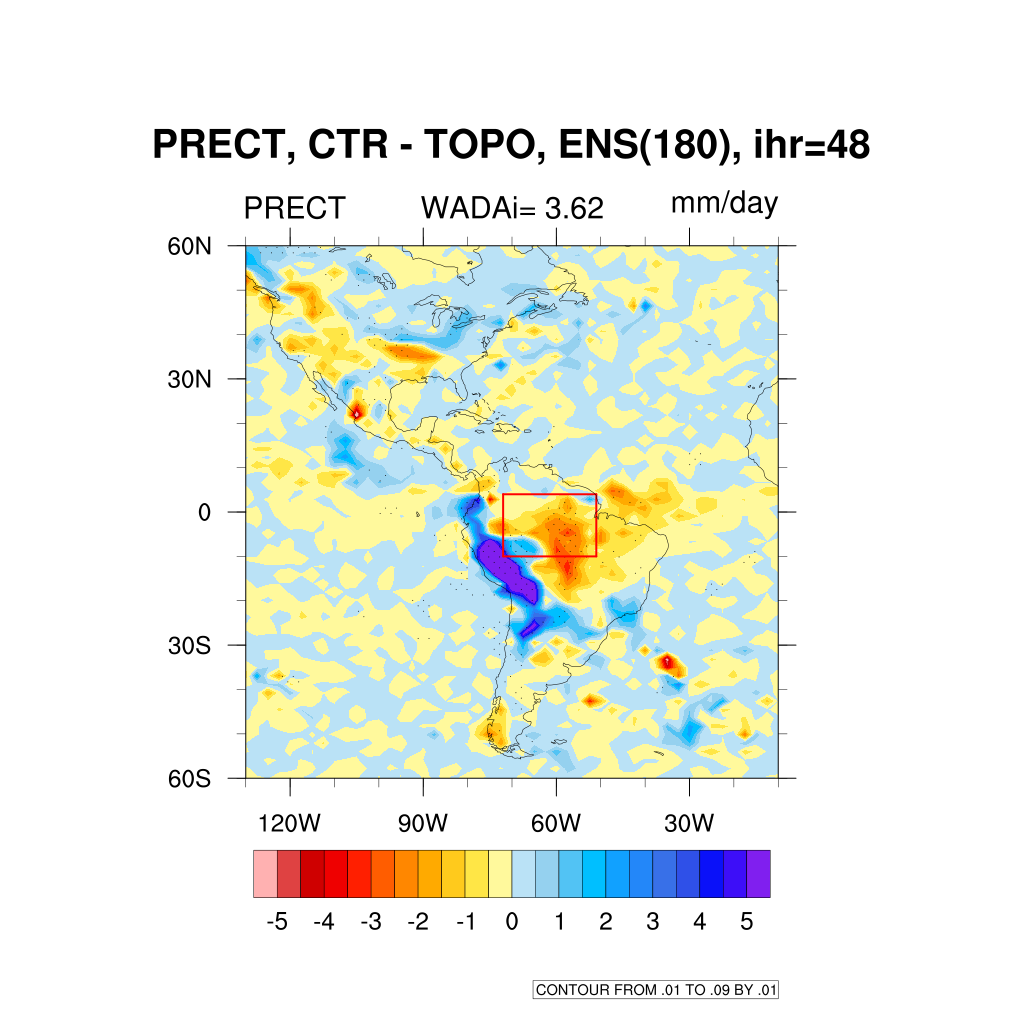 PRECT, CTR - TOPO, ENS(180), ihr=48
PRECT WADAi= 3.62 mm/day
60N
30N
0
30S
60S
120W 90W 60W 30W
-5 -4 -3 -2 -1 0 1 2 3 4 5
CONTOUR FROM .01 TO .09 BY .01